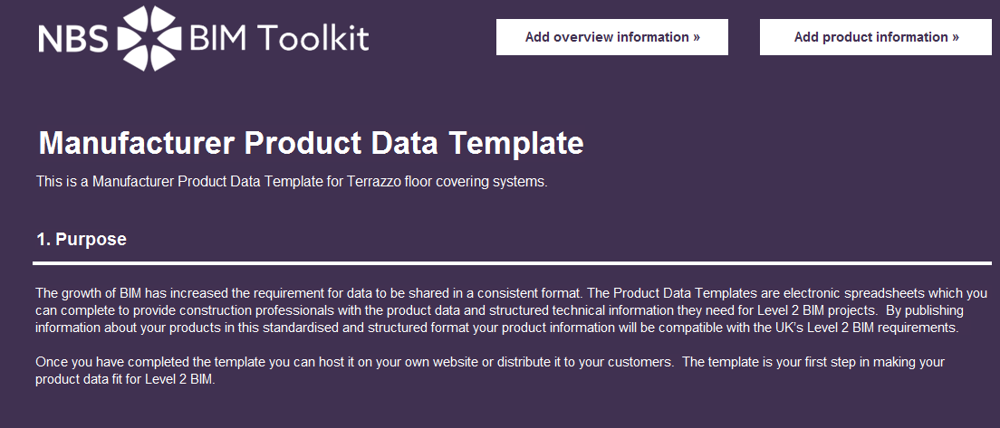 NBS BIM Toolkit
Add overview information »
Add product information »
Manufacturer Product Data Template
This is a Manufacturer Product Data Template for Terrazzo floor covering systems.
1. Purpose
The growth of BIM has increased the requirement for data to be shared in a consistent format. The Product Data Templates are electronic spreadsheets which you
can complete to provide construction professionals with the product data and structured technical information they need for Level 2 BIM projects.  By publishing
information about your products in this standardised and structured format your product information will be compatible with the UK's Level 2 BIM requirements.
Once you have completed the template you can host it on your own website or distribute it to your customers.  The template is your first step in making your
product data fit for Level 2 BIM.